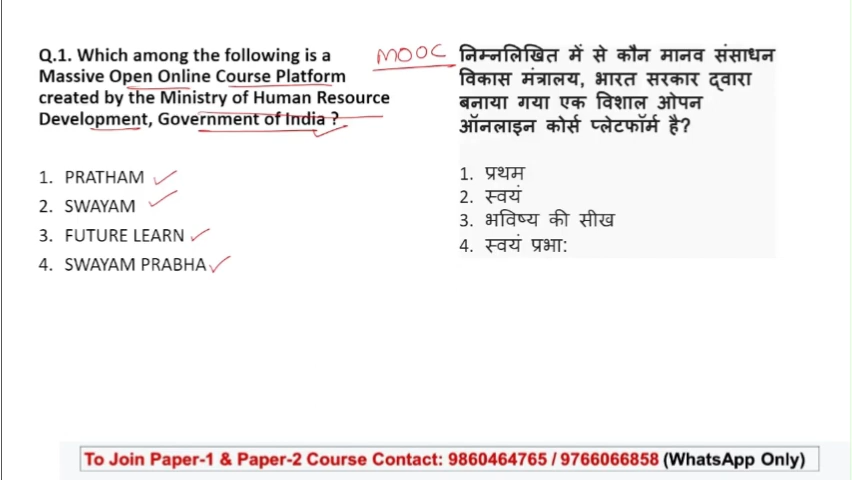 Q.1. Which among the following is a
Massive Open Online Course Platform
created by the Ministry of Human Resource
Development, Government of India ?
1. PRATHAM
2. SWAYAM
3. FUTURE LEARN
4. SWAYAM PRABHA
MOOC
निम्नलिखित में से कौन मानव संसाधन
विकास मंत्रालय, भारत सरकार द्वारा
बनाया गया एक विशाल ओपन
ऑनलाइन कोर्स प्लेटफॉर्म है?
1. प्रथम
2. स्वयं
3. भविष्य की सीख
4. स्वयं प्रभा:
To Join Paper-1 & Paper-2 Course Contact: 9860464765 / 9766066858 (WhatsApp Only)